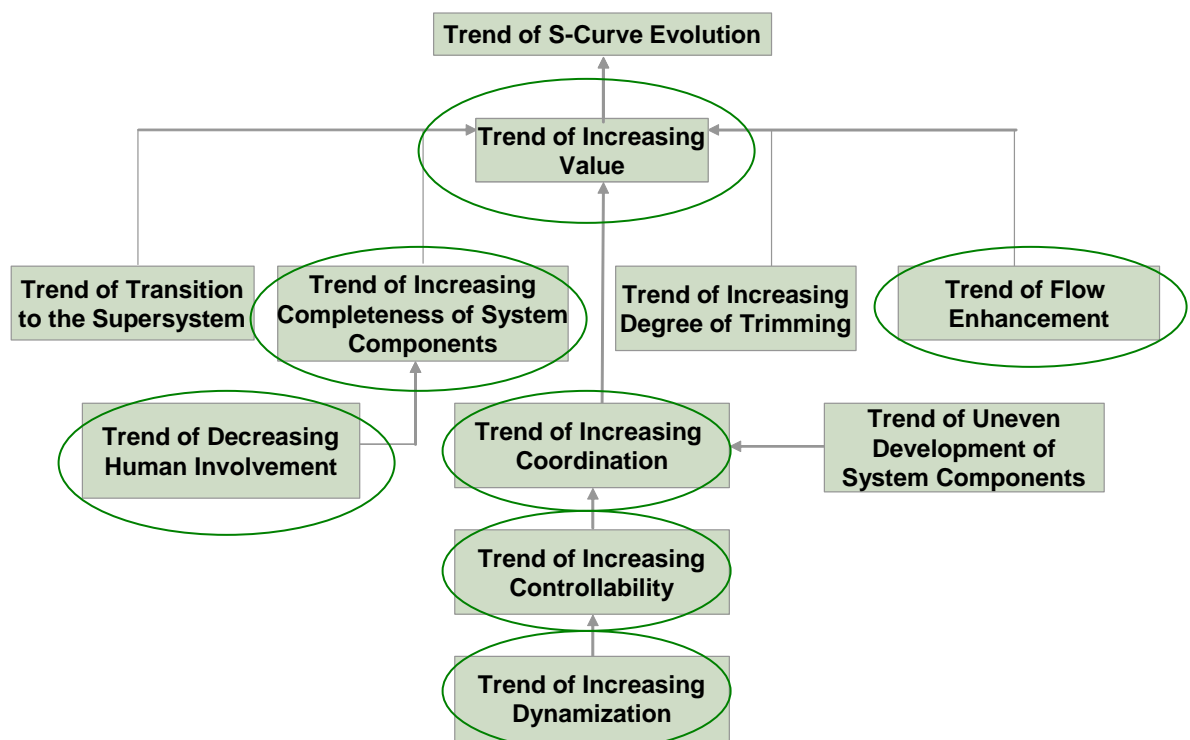 Trend of S-Curve Evolution
Trend of Increasing
Value
Trend of Transition
to the Supersystem
Trend of Increasing
Completeness of System
Components
Trend of Increasing
Degree of Trimming
Trend of Flow
Enhancement
Trend of Decreasing
Human Involvement
Trend of Increasing
Coordination
Trend of Uneven
Development of
System Components
Trend of Increasing
Controllability
Trend of Increasing
Dynamization